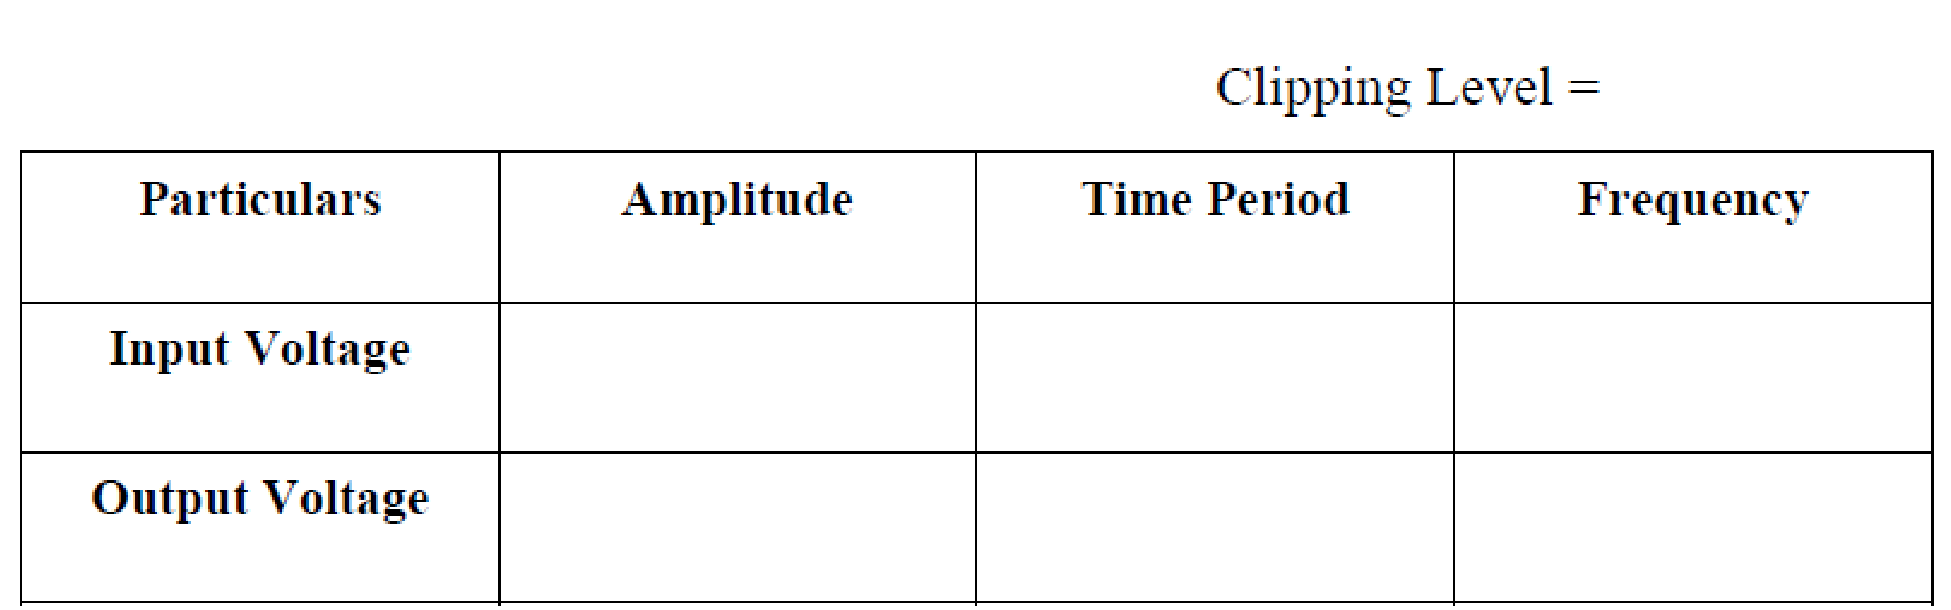 Clipping Level =
Particulars Amplitude Time Period Frequency
Input Voltage
Output Voltage